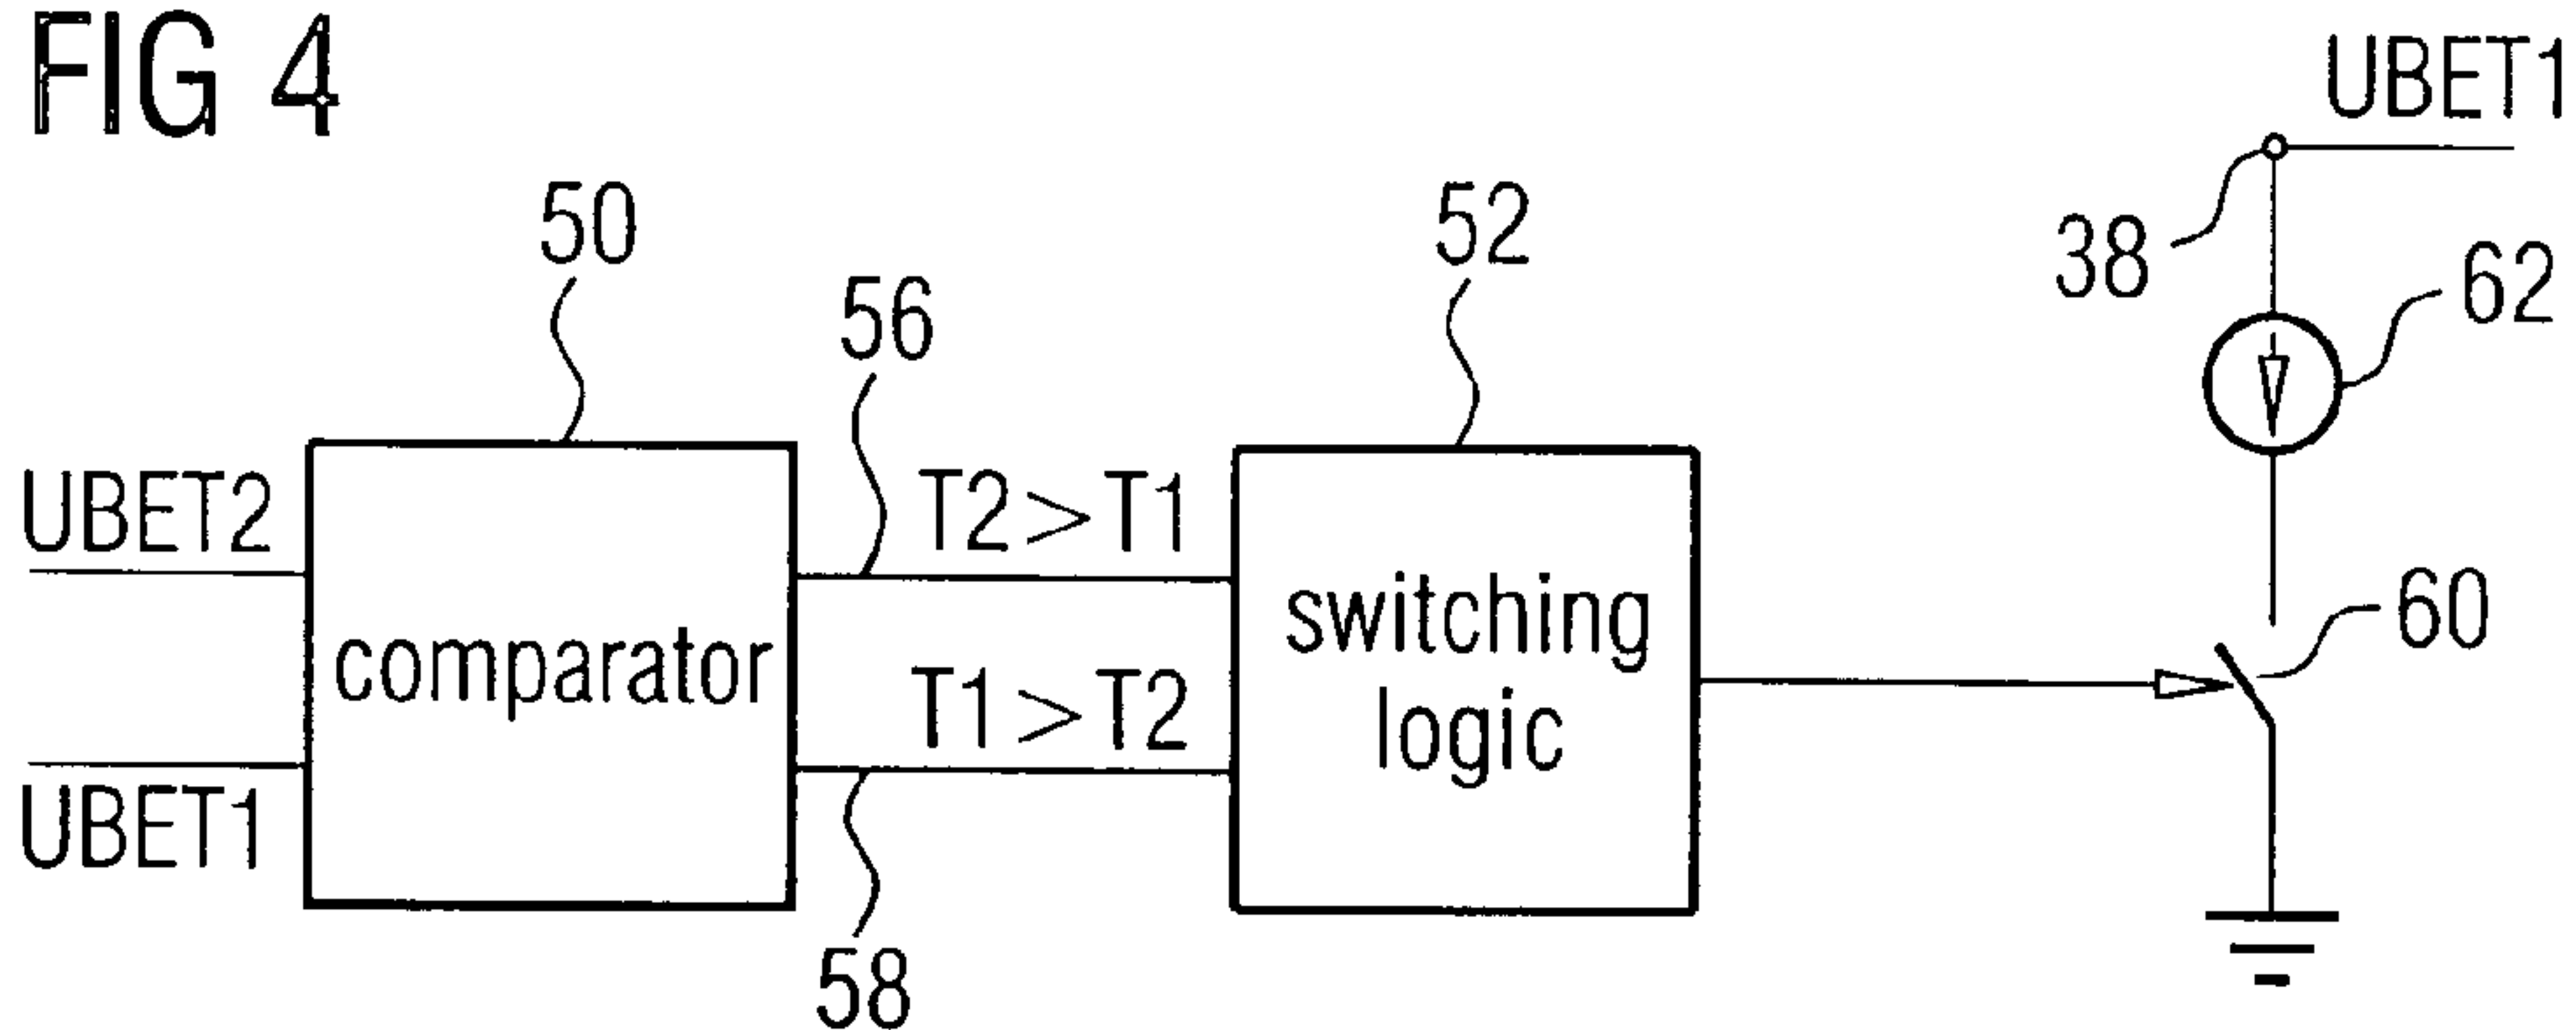 FIG 4
UBET1
50
52
38
62
56
UBET2
T2>T1
comparator
switching
logic
60
T1>T2
UBET1
58